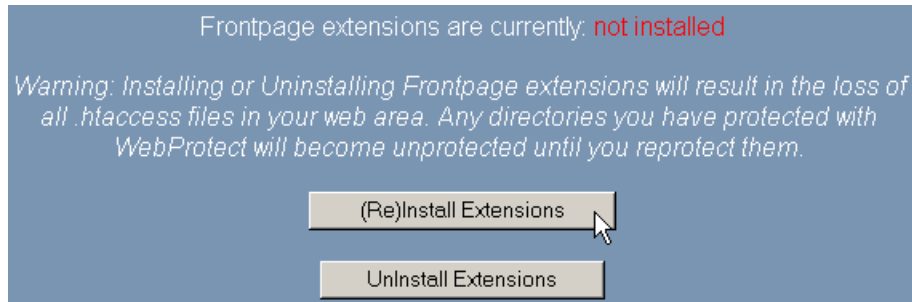 Frontpage extensions are currently: not installed
Warning: Installing or Uninstalling Frontpage extensions will result in the loss of
all .htaccess files in your web area. Any directories you have protected with
WebProtect will become unprotected until you reprotect them.
(Re)Install Extensions
UnInstall Extensions